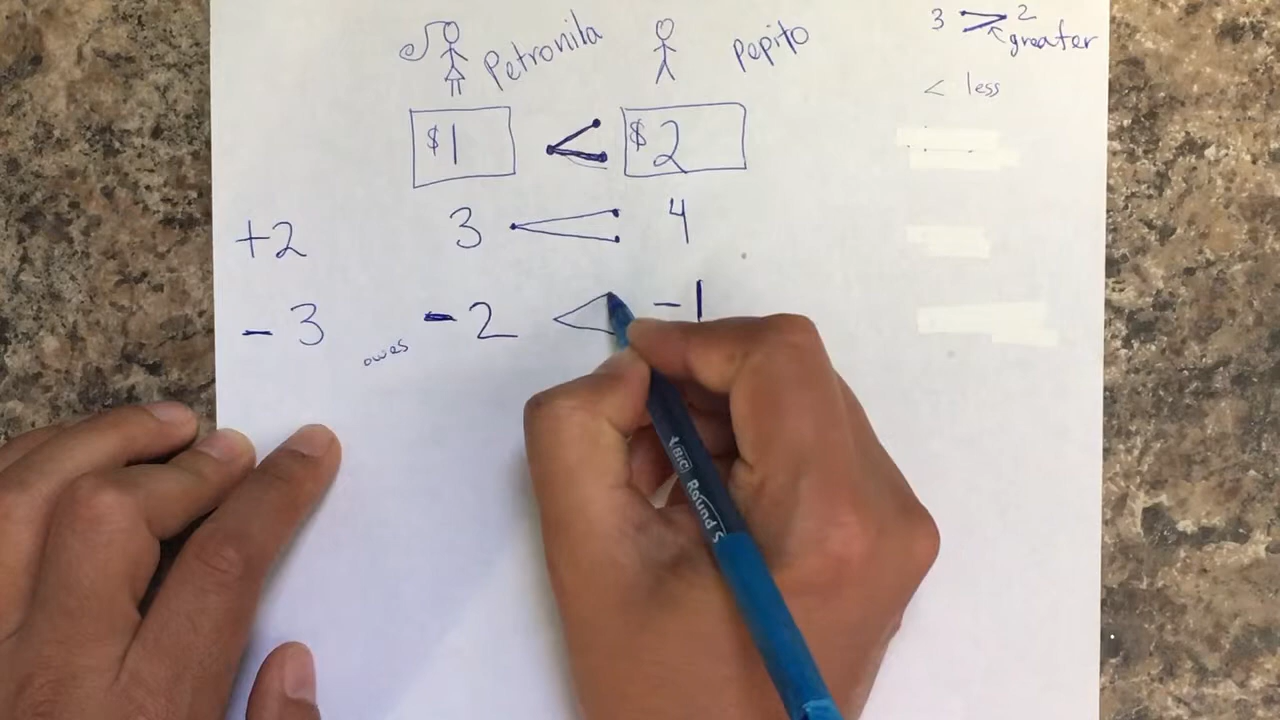 Petronila Pepito 3 > 2
greater
< less
$1 < $2
+2 3 < 4
- 3 owes - 2 < - 1
BIC Round S